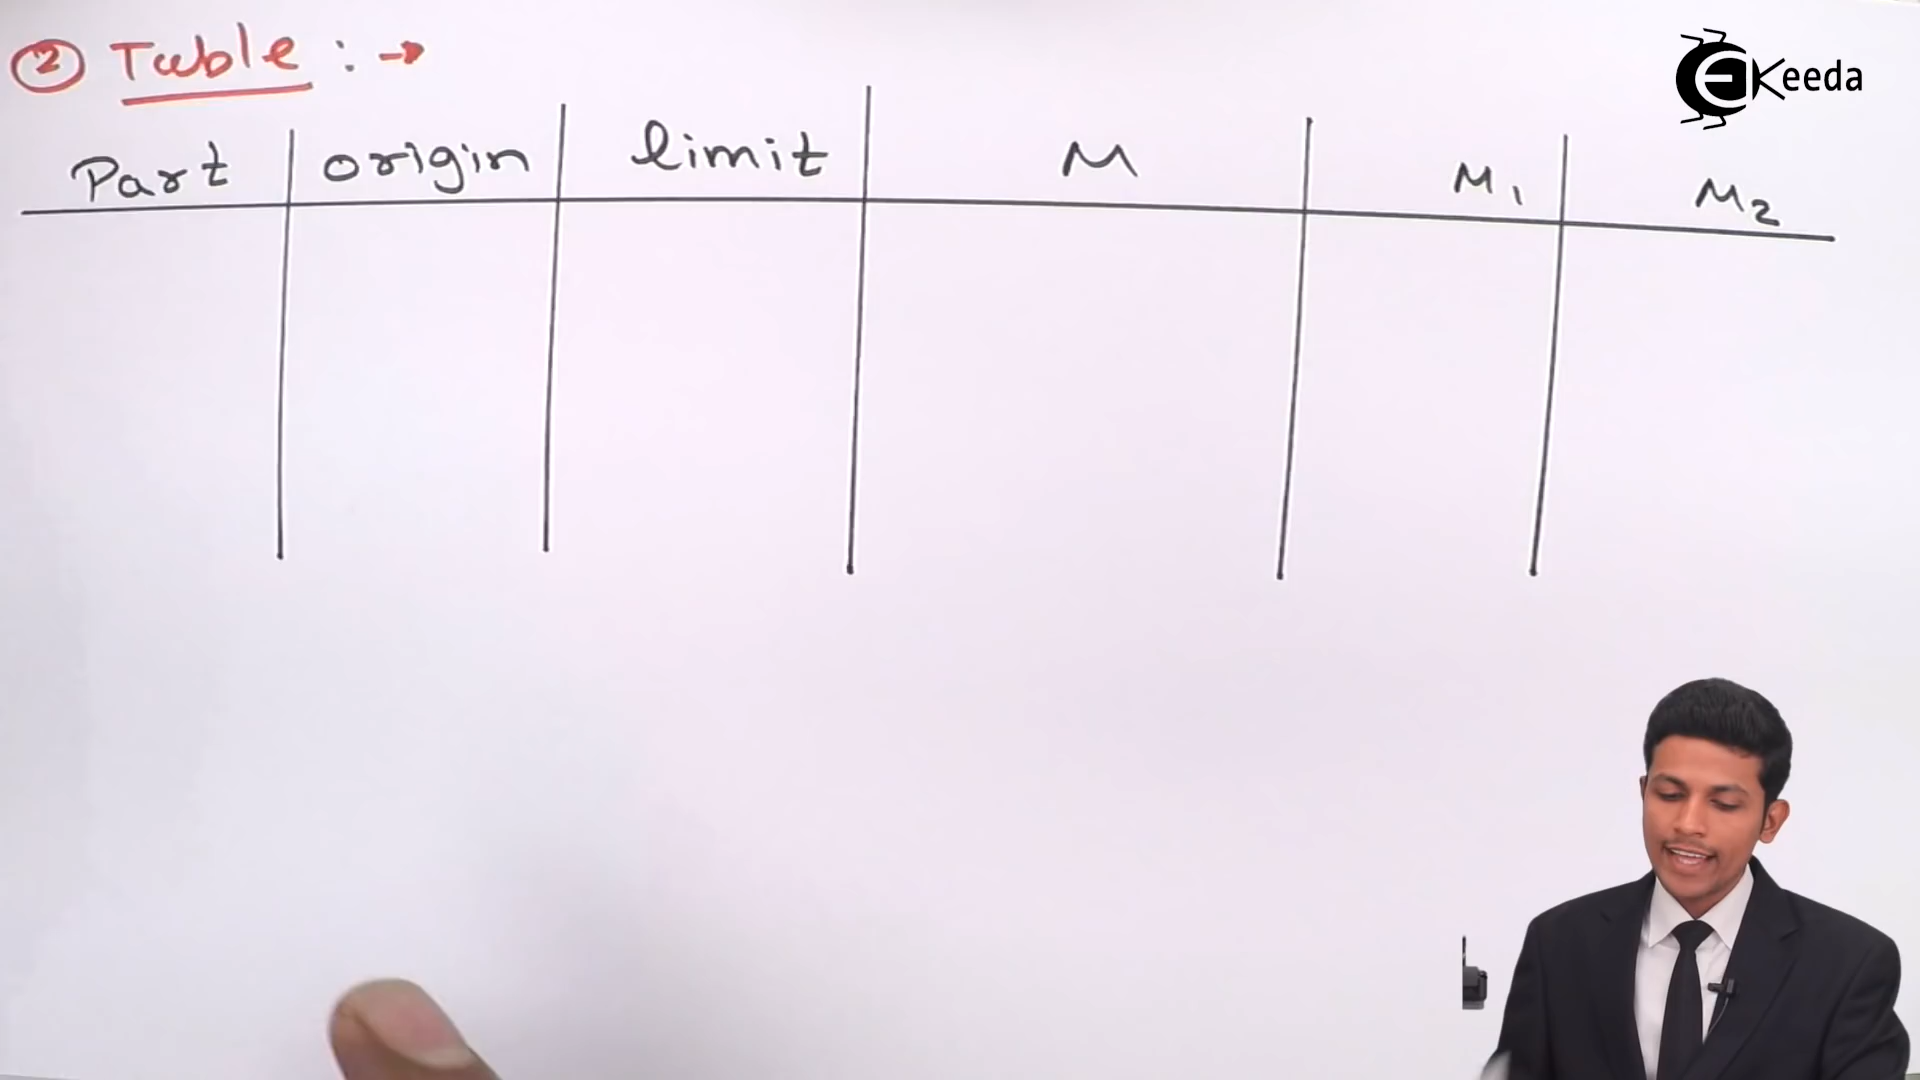 ② Table : →
Part origin limit M M₁ M₂
EKeeda